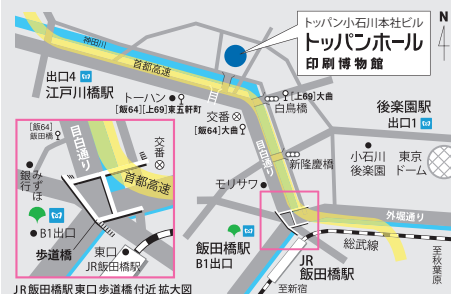 トッパン小石川本社ビル
トッパンホール
印刷博物館
N
神田川
首都高速
出口4
江戸川橋駅
トーハン
[飯64][上69]東五軒町
[上69]大曲
白鳥橋
交番
[飯64]大曲
後楽園駅
出口1
目白通り
新隆慶橋
小石川
後楽園
東京
ドーム
モリサワ
外堀通り
飯田橋駅
B1出口
総武線
JR
飯田橋駅
至新宿
至秋葉原
[飯64]
飯田橋
目白通り
交番
みずほ
銀行
首都高速
B1出口
歩道橋
東口
JR飯田橋駅
JR飯田橋駅東口歩道橋付近拡大図